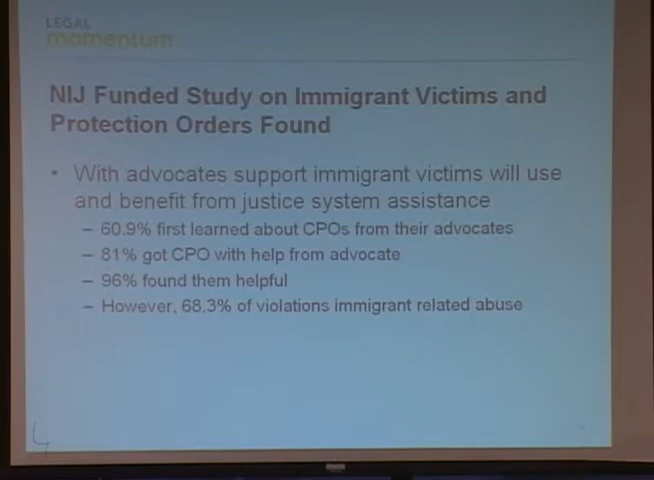 LEGAL
momentum
NIJ Funded Study on Immigrant Victims and
Protection Orders Found
• With advocates support immigrant victims will use
and benefit from justice system assistance
– 60.9% first learned about CPOs from their advocates
– 81% got CPO with help from advocate
– 96% found them helpful
– However, 68.3% of violations immigrant related abuse